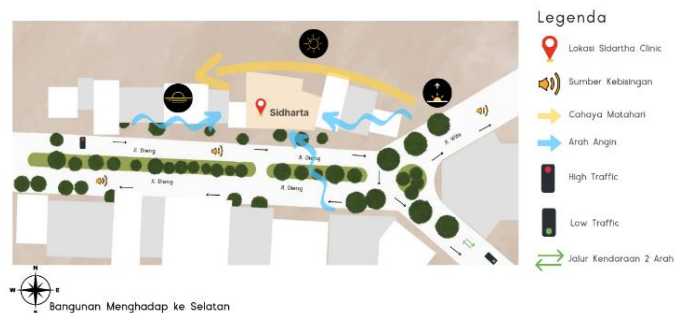 Legenda
Lokasi Sidartha Clinic
Sumber Kebisingan
Cahaya Matahari
Arah Angin
High Traffic
Low Traffic
Jalur Kendaraan 2 Arah
Sidharta
Jl. Wilis
Jl. Dieng
Jl. Dieng
Jl. Dieng
Jl. Dieng
N
W
E
S
Bangunan Menghadap ke Selatan